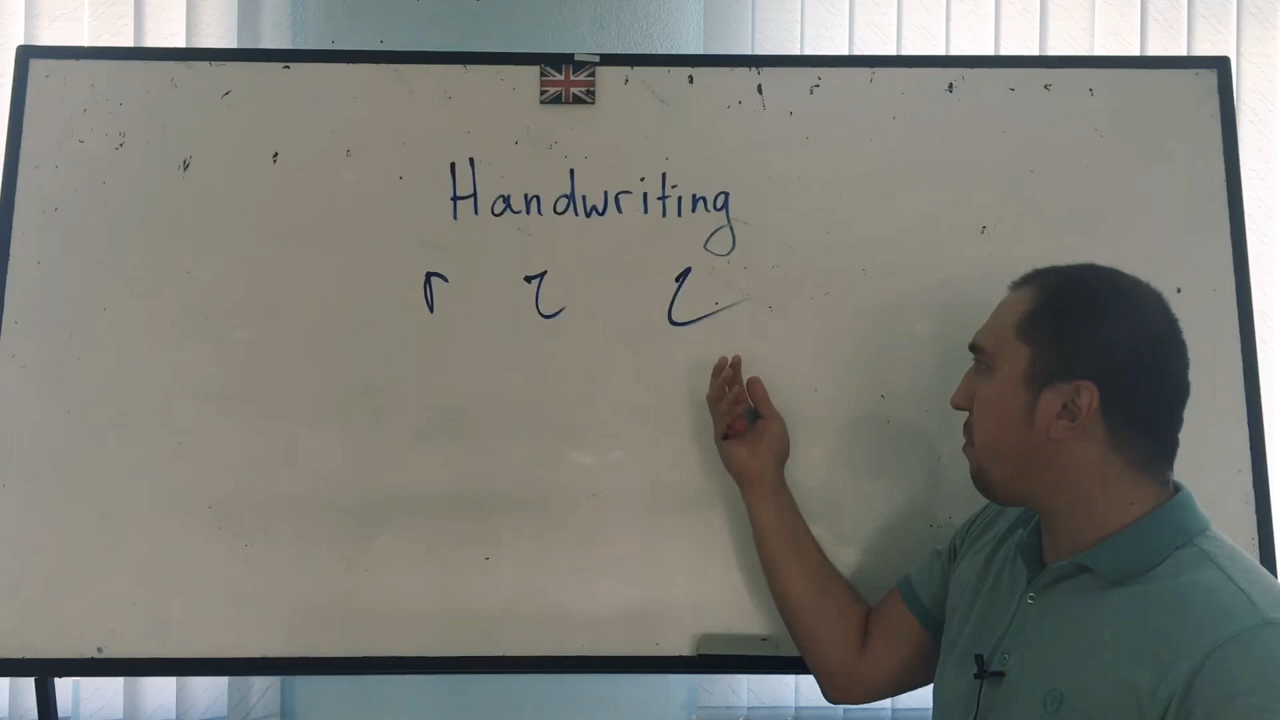 Handwriting
r τ ι